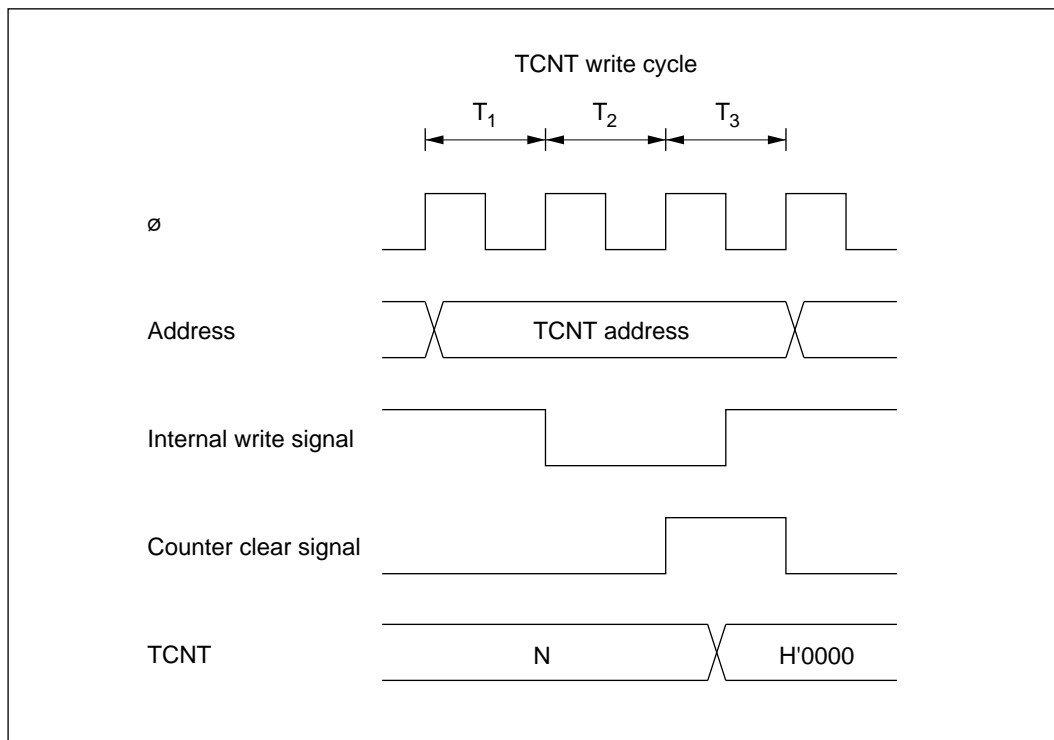 TCNT write cycle
T1 T2 T3
ø
Address
TCNT address
Internal write signal
Counter clear signal
TCNT
N
H'0000